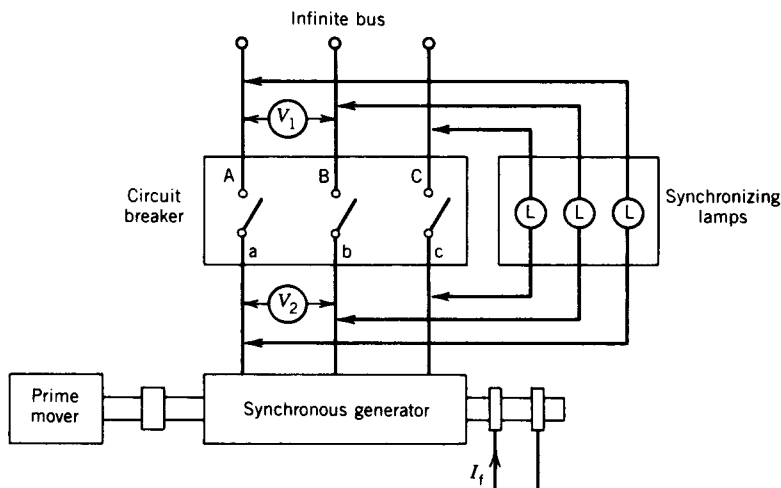 Infinite bus
V1
A B C
Circuit
breaker
L L L
Synchronizing
lamps
a b c
V2
Prime
mover
Synchronous generator
If